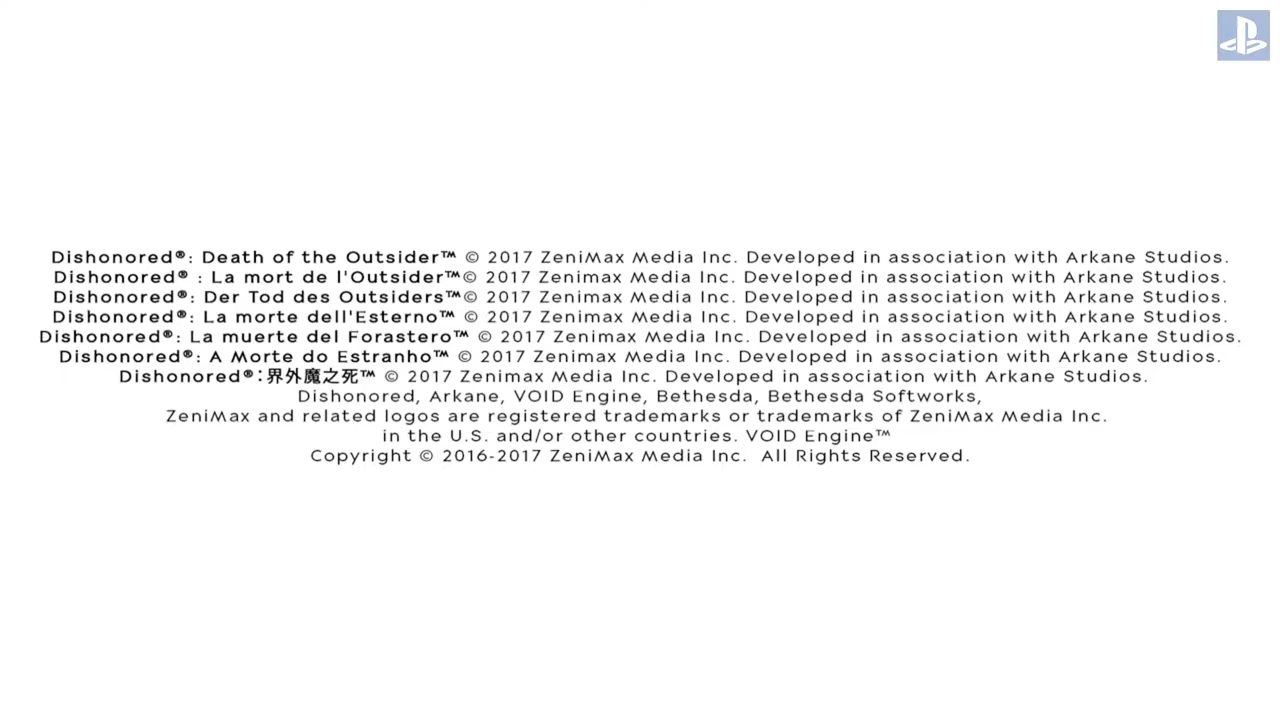 Dishonored®: Death of the Outsider™ © 2017 ZeniMax Media Inc. Developed in association with Arkane Studios.
Dishonored® : La mort de l'Outsider™© 2017 Zenimax Media Inc. Developed in association with Arkane Studios.
Dishonored®: Der Tod des Outsiders™© 2017 Zenimax Media Inc. Developed in association with Arkane Studios.
Dishonored®: La morte dell'Esterno™ © 2017 Zenimax Media Inc. Developed in association with Arkane Studios.
Dishonored®: La muerte del Forastero™ © 2017 Zenimax Media Inc. Developed in association with Arkane Studios.
Dishonored®: A Morte do Estranho™ © 2017 Zenimax Media Inc. Developed in association with Arkane Studios.
Dishonored®：界外魔之死™ © 2017 Zenimax Media Inc. Developed in association with Arkane Studios.
Dishonored, Arkane, VOID Engine, Bethesda, Bethesda Softworks,
ZeniMax and related logos are registered trademarks or trademarks of ZeniMax Media Inc.
in the U.S. and/or other countries. VOID Engine™
Copyright © 2016-2017 ZeniMax Media Inc.  All Rights Reserved.